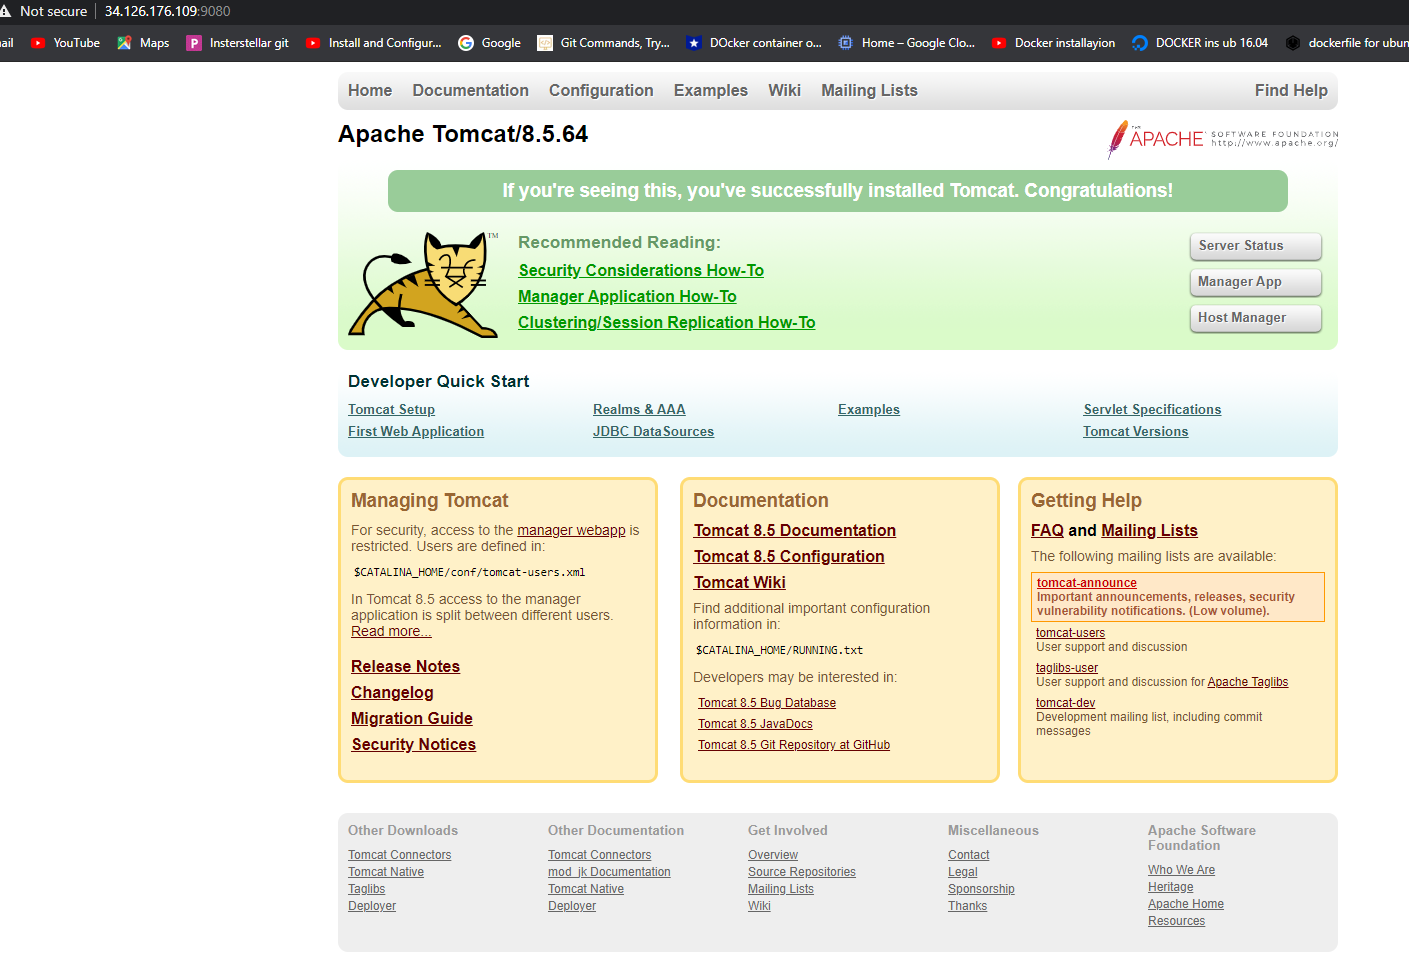 Not secure 34.126.176.109:9080
ail YouTube Maps Insterstellar git Install and Configur... Google Git Commands, Try... DOcker container o... Home – Google Clo... Docker installayion DOCKER ins ub 16.04 dockerfile for ubun
Home Documentation Configuration Examples Wiki Mailing Lists Find Help
Apache Tomcat/8.5.64
THE APACHE SOFTWARE FOUNDATION
http://www.apache.org/
If you're seeing this, you've successfully installed Tomcat. Congratulations!
TM
Recommended Reading:
Security Considerations How-To
Manager Application How-To
Clustering/Session Replication How-To
Server Status
Manager App
Host Manager
Developer Quick Start
Tomcat Setup Realms & AAA Examples Servlet Specifications
First Web Application JDBC DataSources Tomcat Versions
Managing Tomcat
For security, access to the manager webapp is
restricted. Users are defined in:
$CATALINA_HOME/conf/tomcat-users.xml
In Tomcat 8.5 access to the manager
application is split between different users.
Read more...
Release Notes
Changelog
Migration Guide
Security Notices
Documentation
Tomcat 8.5 Documentation
Tomcat 8.5 Configuration
Tomcat Wiki
Find additional important configuration
information in:
$CATALINA_HOME/RUNNING.txt
Developers may be interested in:
Tomcat 8.5 Bug Database
Tomcat 8.5 JavaDocs
Tomcat 8.5 Git Repository at GitHub
Getting Help
FAQ and Mailing Lists
The following mailing lists are available:
tomcat-announce
Important announcements, releases, security
vulnerability notifications. (Low volume).
tomcat-users
User support and discussion
taglibs-user
User support and discussion for Apache Taglibs
tomcat-dev
Development mailing list, including commit
messages
Other Downloads
Tomcat Connectors
Tomcat Native
Taglibs
Deployer
Other Documentation
Tomcat Connectors
mod_jk Documentation
Tomcat Native
Deployer
Get Involved
Overview
Source Repositories
Mailing Lists
Wiki
Miscellaneous
Contact
Legal
Sponsorship
Thanks
Apache Software
Foundation
Who We Are
Heritage
Apache Home
Resources